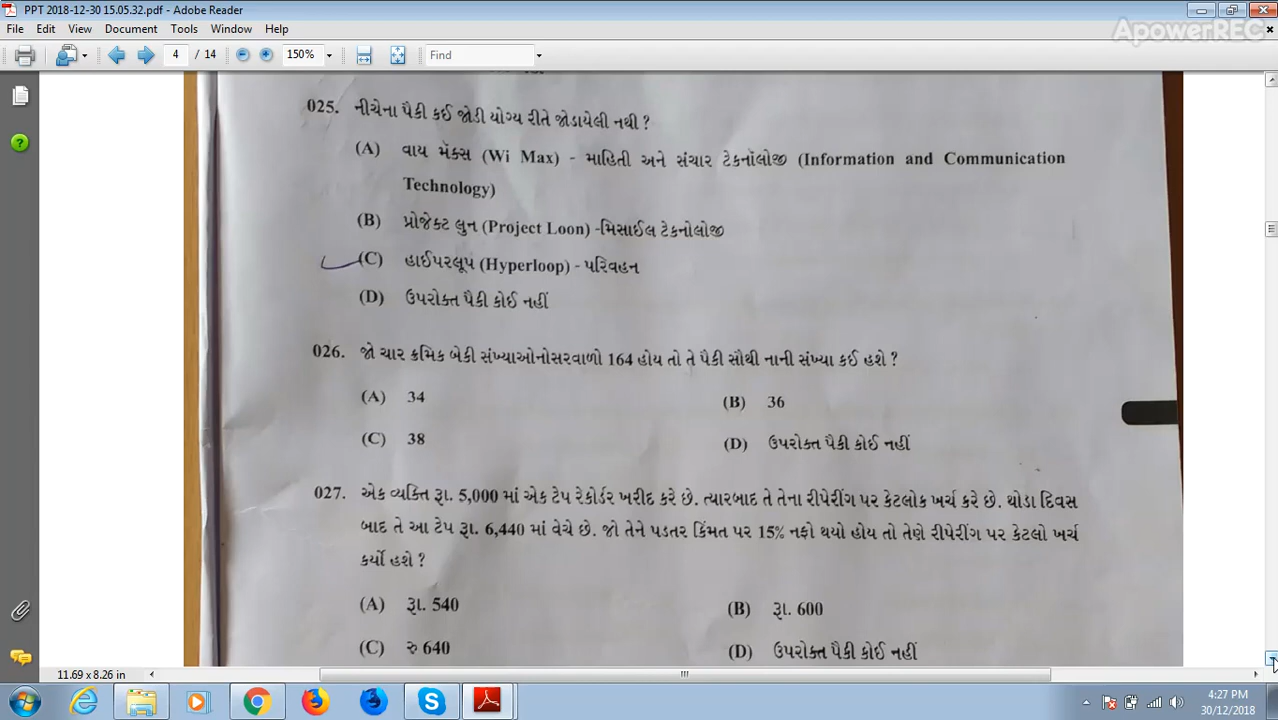 PPT 2018-12-30 15.05.32.pdf - Adobe Reader
File Edit View Document Tools Window Help
ApowerREC
4 / 14 150% Find
025. નીચેના પૈકી કઈ જોડી યોગ્ય રીતે જોડાયેલી નથી ?
(A) વાય મૅક્સ (Wi Max) - માહિતી અને સંચાર ટેકનૉલોજી (Information and Communication
Technology)
(B) પ્રોજેક્ટ લુન (Project Loon) -મિસાઈલ ટેકનોલોજી
(C) હાઈપરલૂપ (Hyperloop) - પરિવહન
(D) ઉપરોક્ત પૈકી કોઈ નહીં
026. જો ચાર ક્રમિક બેકી સંખ્યાઓનોસરવાળો 164 હોય તો તે પૈકી સૌથી નાની સંખ્યા કઈ હશે ?
(A) 34 (B) 36
(C) 38 (D) ઉપરોક્ત પૈકી કોઈ નહીં
027. એક વ્યક્તિ રૂા. 5,000 માં એક ટેપ રેકોર્ડર ખરીદ કરે છે. ત્યારબાદ તે તેના રીપેરીંગ પર કેટલોક ખર્ચ કરે છે. થોડા દિવસ
બાદ તે આ ટેપ રૂા. 6,440 માં વેચે છે. જો તેને પડતર કિંમત પર 15% નફો થયો હોય તો તેણે રીપેરીંગ પર કેટલો ખર્ચ
કર્યો હશે ?
(A) રૂા. 540 (B) રૂા. 600
(C) રુ 640 (D) ઉપરોક્ત પૈકી કોઈ નહીં
11.69 x 8.26 in
4:27 PM
30/12/2018